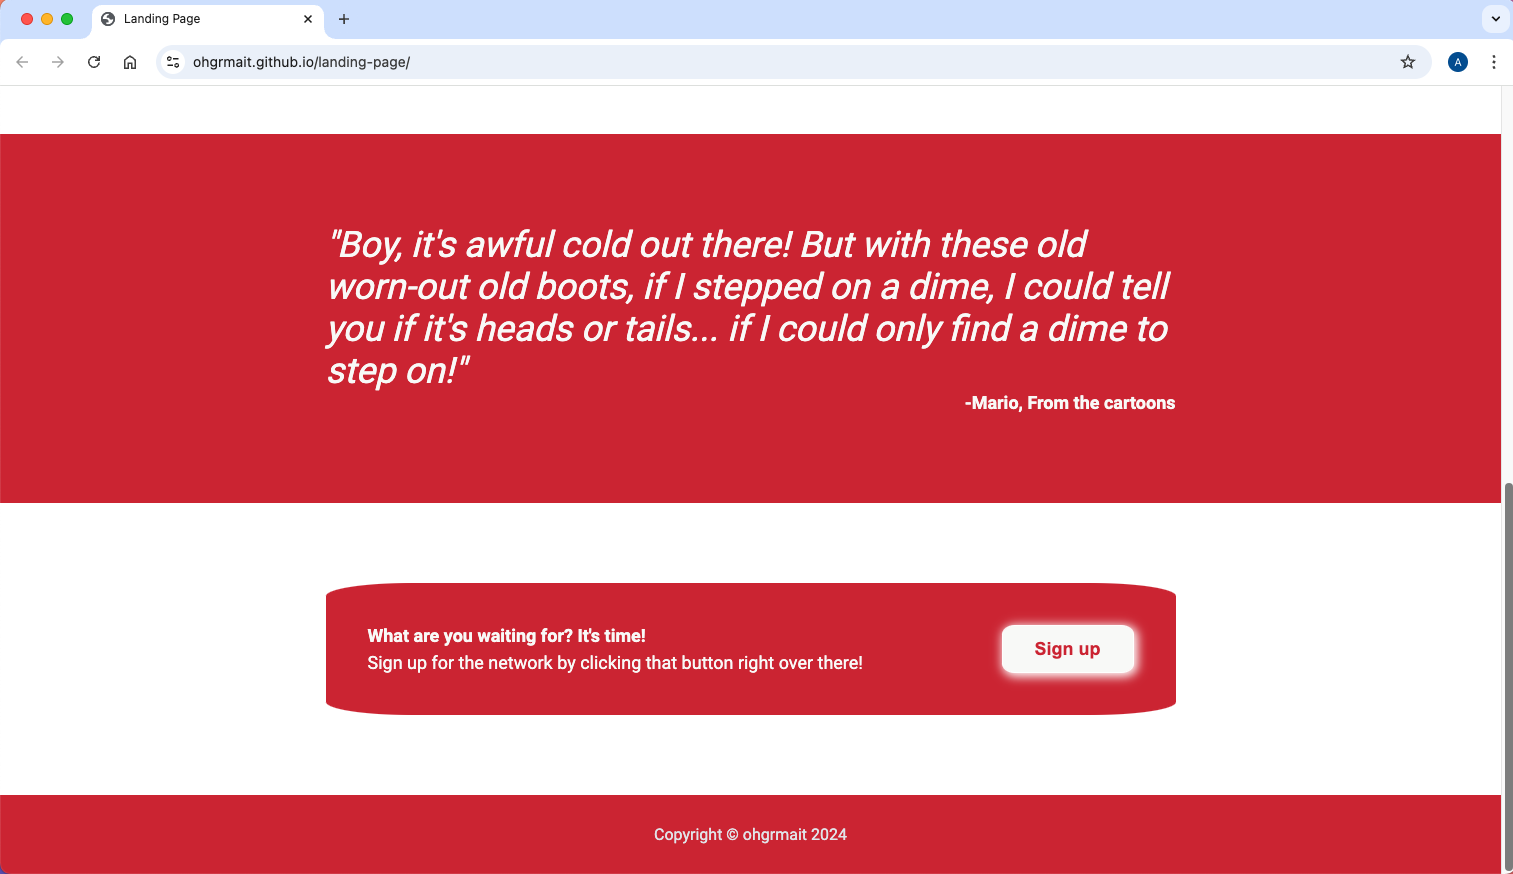 Landing Page
ohgrmait.github.io/landing-page/
A
"Boy, it's awful cold out there! But with these old
worn-out old boots, if I stepped on a dime, I could tell
you if it's heads or tails... if I could only find a dime to
step on!"
-Mario, From the cartoons
What are you waiting for? It's time!
Sign up for the network by clicking that button right over there!
Sign up
Copyright © ohgrmait 2024